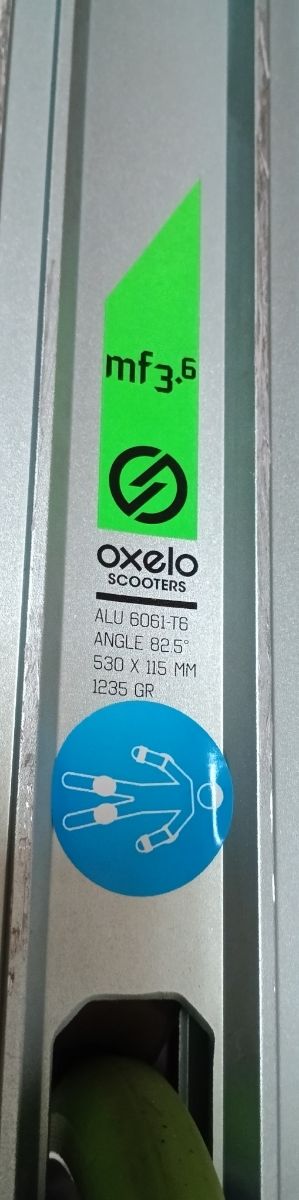 mf3.6
oxelo
SCOOTERS
ALU 6061-T6
ANGLE 82.5°
530 X 115 MM
1235 GR